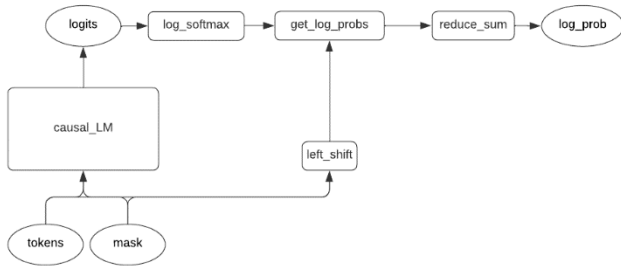 logits
log_softmax
get_log_probs
reduce_sum
log_prob
causal_LM
left_shift
tokens
mask